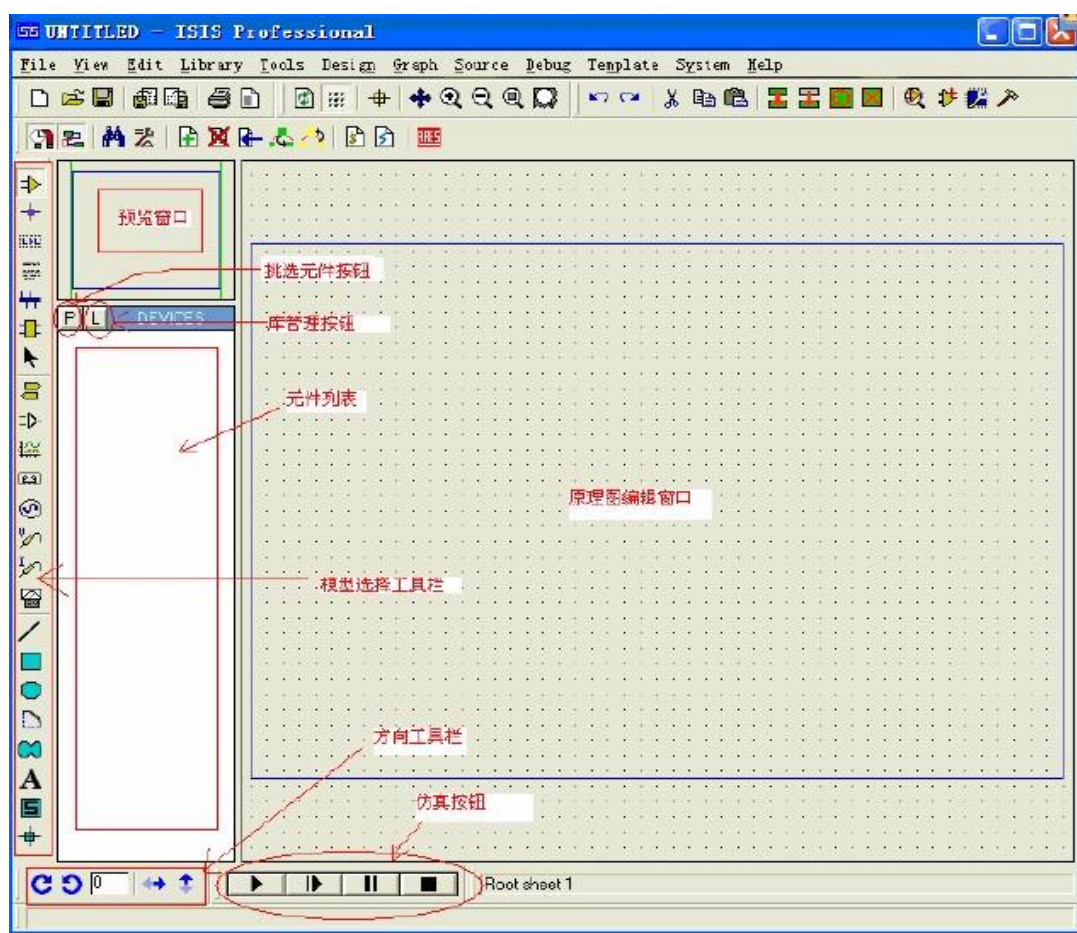 ISIS UNTITLED - ISIS Professional
File View Edit Library Tools Design Graph Source Debug Template System Help
ARES
预览窗口
挑选元件按钮
P L DEVICES
库管理按钮
元件列表
原理图编辑窗口
模型选择工具栏
方向工具栏
A
仿真按钮
0
Root sheet 1